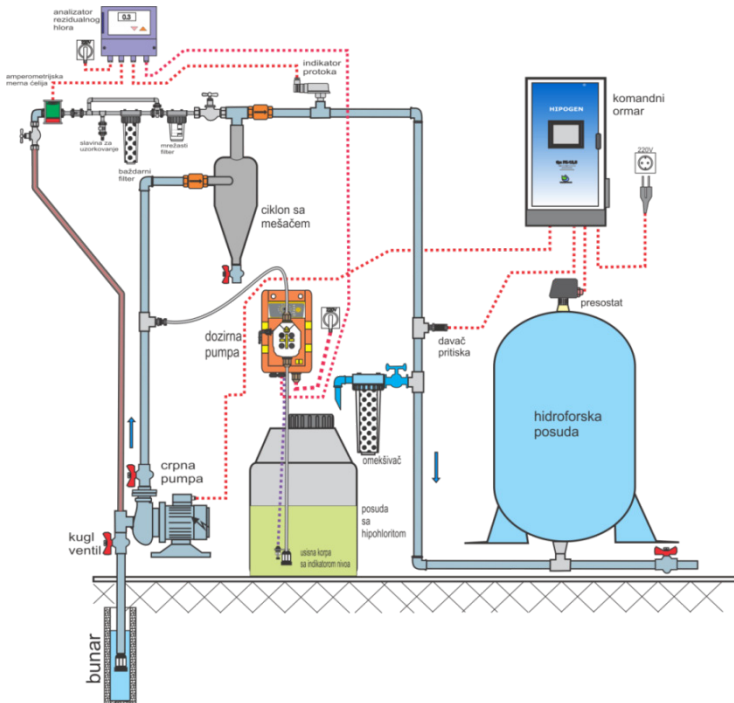 analizator
rezidualnog
hlora
220V
0.3
amperometrijska
merna ćelija
indikator
protoka
slavina za
uzorkovanje
baždarni
filter
mrežasti
filter
HIPOGEN
komandni
ormar
220V
ciklon sa
mešačem
dozirna
pumpa
220V
presostat
davač
pritiska
omekšivač
hidroforska
posuda
crpna
pumpa
kugl
ventil
posuda
sa
hipohloritom
usisna korpa
sa indikatorom nivoa
bunar